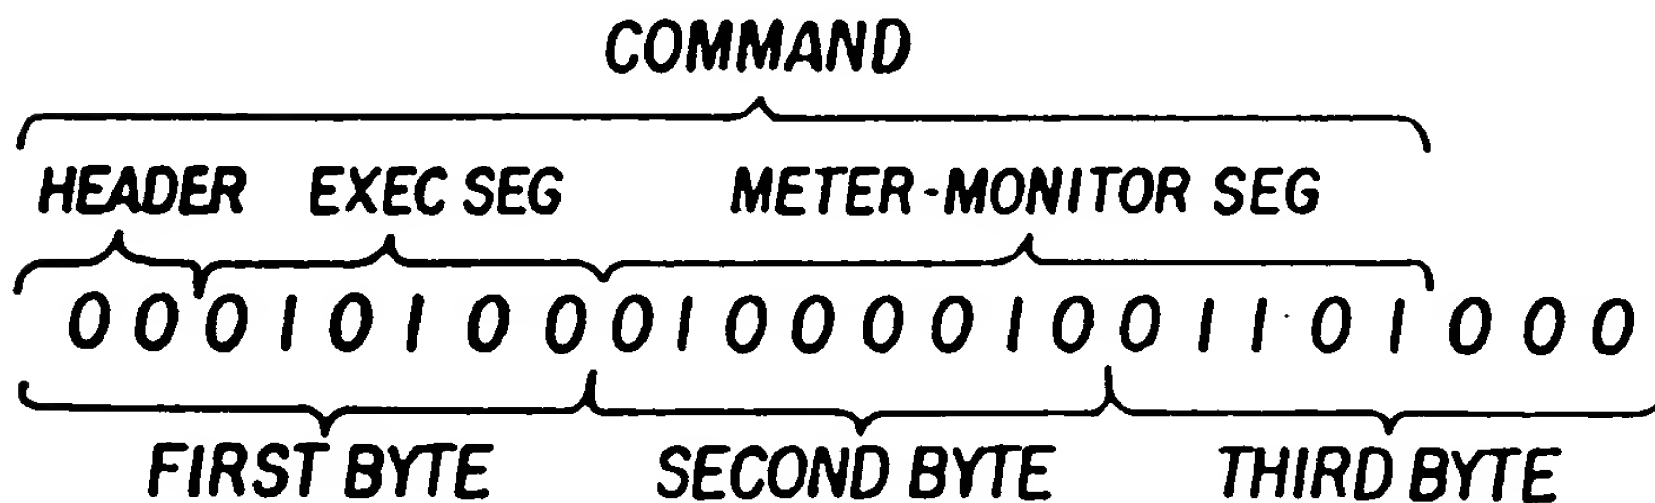 COMMAND
HEADER EXEC SEG METER-MONITOR SEG
0 0 0 1 0 1 0 0 0 1 0 0 0 0 1 0 0 1 1 0 1 0 0 0
FIRST BYTE SECOND BYTE THIRD BYTE